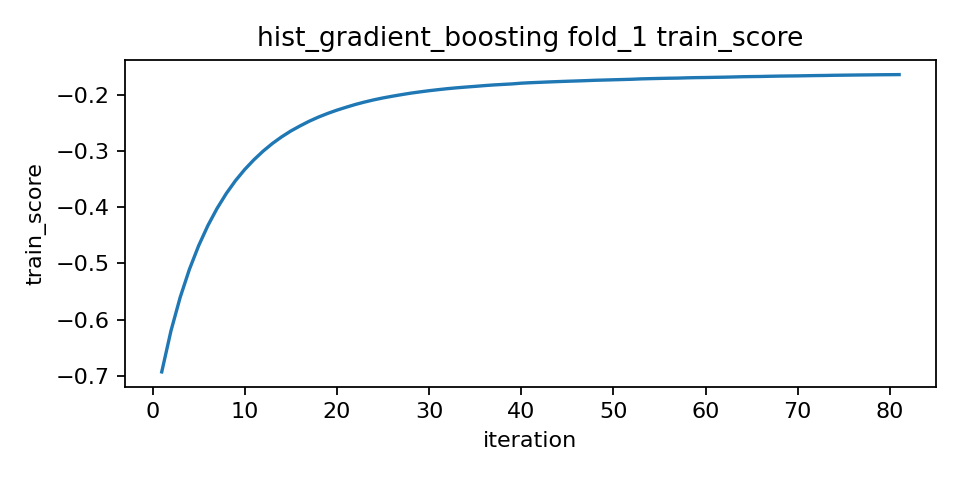 hist_gradient_boosting fold_1 train_score
train_score
−0.2
−0.3
−0.4
−0.5
−0.6
−0.7
0 10 20 30 40 50 60 70 80
iteration